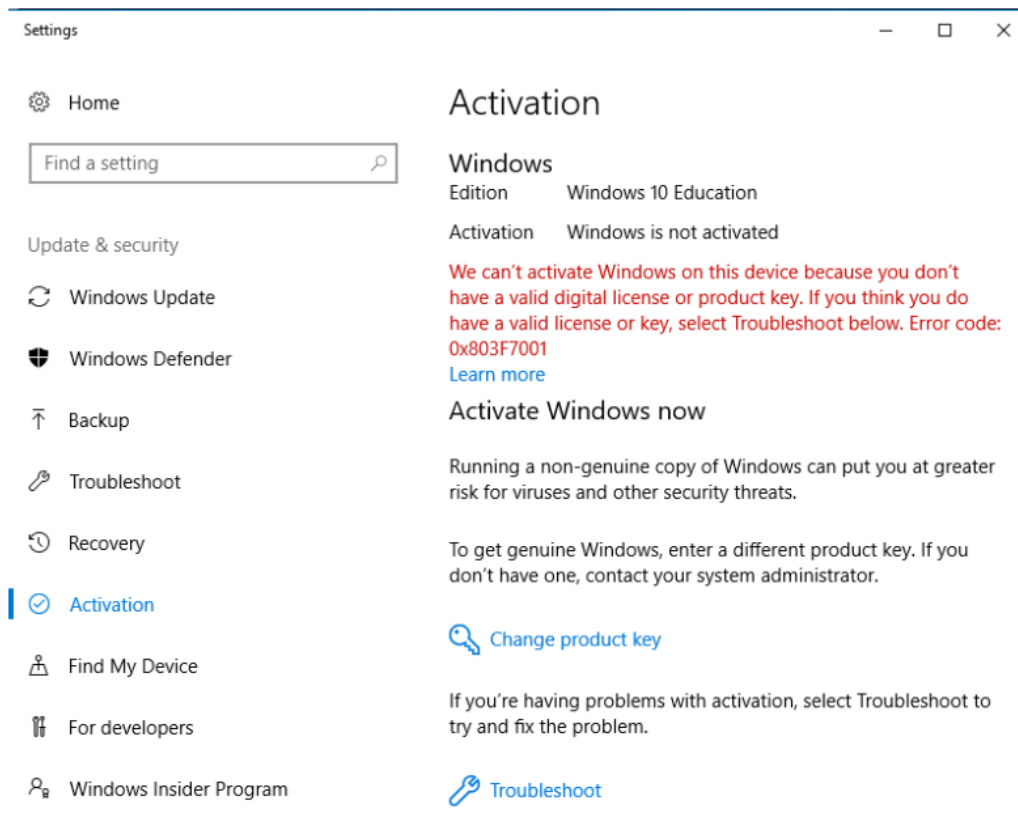 Settings
Home
Find a setting
Update & security
Windows Update
Windows Defender
Backup
Troubleshoot
Recovery
Activation
Find My Device
For developers
Windows Insider Program
Activation
Windows
Edition Windows 10 Education
Activation Windows is not activated
We can't activate Windows on this device because you don't
have a valid digital license or product key. If you think you do
have a valid license or key, select Troubleshoot below. Error code:
0x803F7001
Learn more
Activate Windows now
Running a non-genuine copy of Windows can put you at greater
risk for viruses and other security threats.
To get genuine Windows, enter a different product key. If you
don't have one, contact your system administrator.
Change product key
If you're having problems with activation, select Troubleshoot to
try and fix the problem.
Troubleshoot